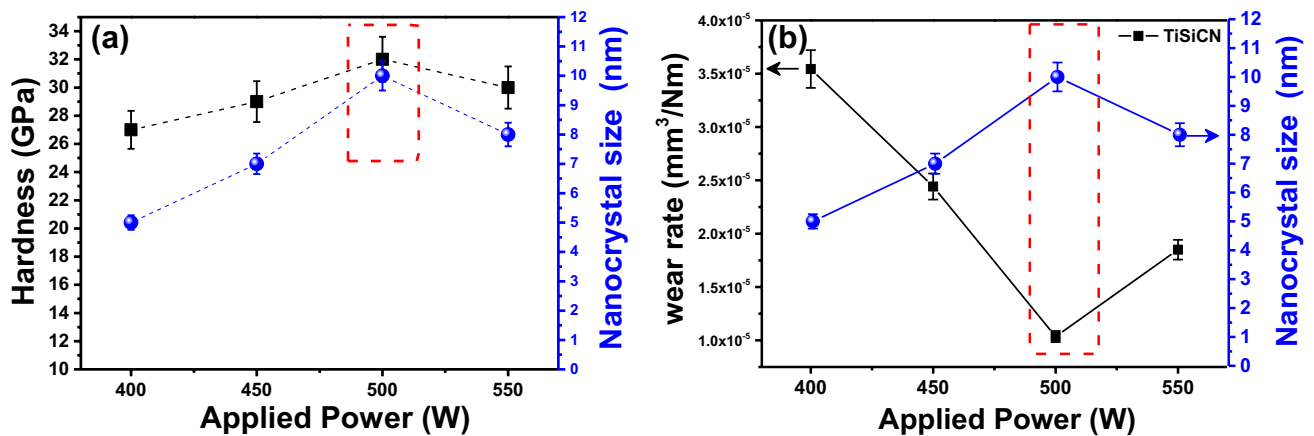 (a)
Hardness (GPa)
34
32
30
28
26
24
22
20
18
16
14
12
10
400
450
500
550
Applied Power (W)
12
11
10
9
8
7
6
5
4
3
2
1
0
Nanocrystal size (nm)
(b)
TiSiCN
wear rate (mm³/Nm)
4.0x10⁻⁵
3.5x10⁻⁵
3.0x10⁻⁵
2.5x10⁻⁵
2.0x10⁻⁵
1.5x10⁻⁵
1.0x10⁻⁵
400
450
500
550
Applied Power (W)
12
11
10
9
8
7
6
5
4
3
2
1
0
Nanocrystal size (nm)